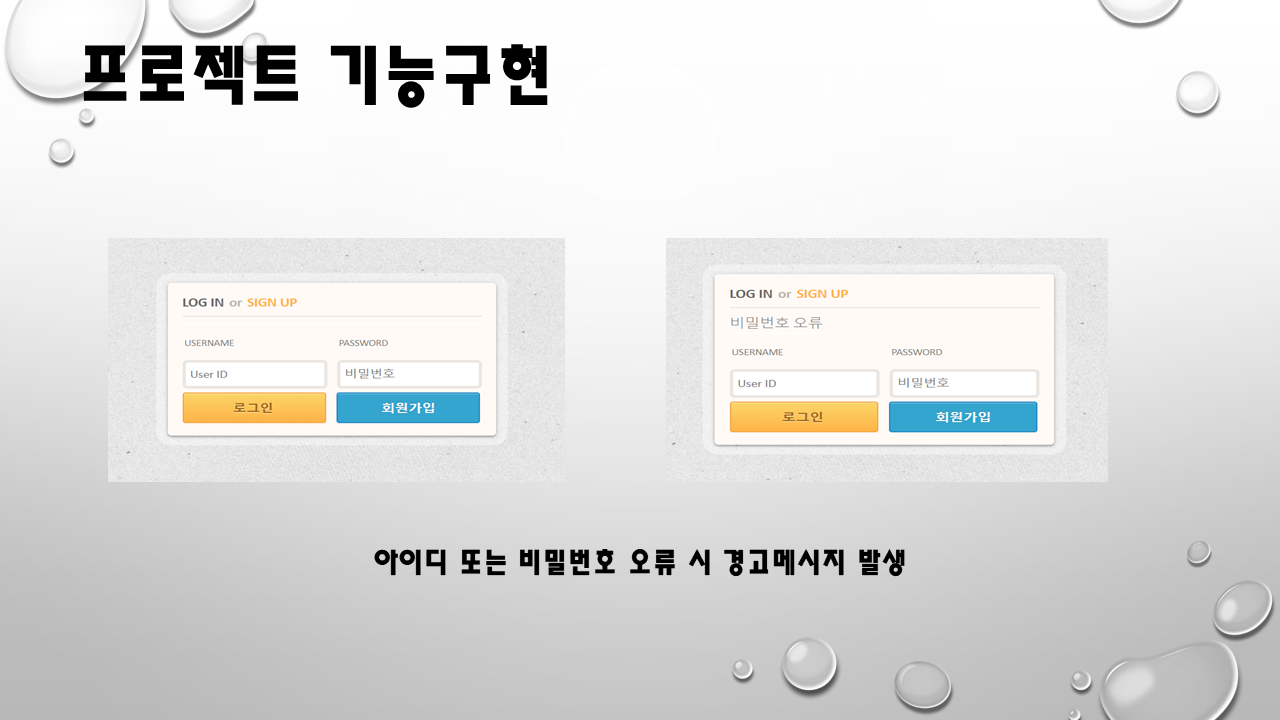 프로젝트 기능구현
LOG IN or SIGN UP
USERNAME PASSWORD
User ID 비밀번호
로그인 회원가입
LOG IN or SIGN UP
비밀번호 오류
USERNAME PASSWORD
User ID 비밀번호
로그인 회원가입
아이디 또는 비밀번호 오류 시 경고메시지 발생